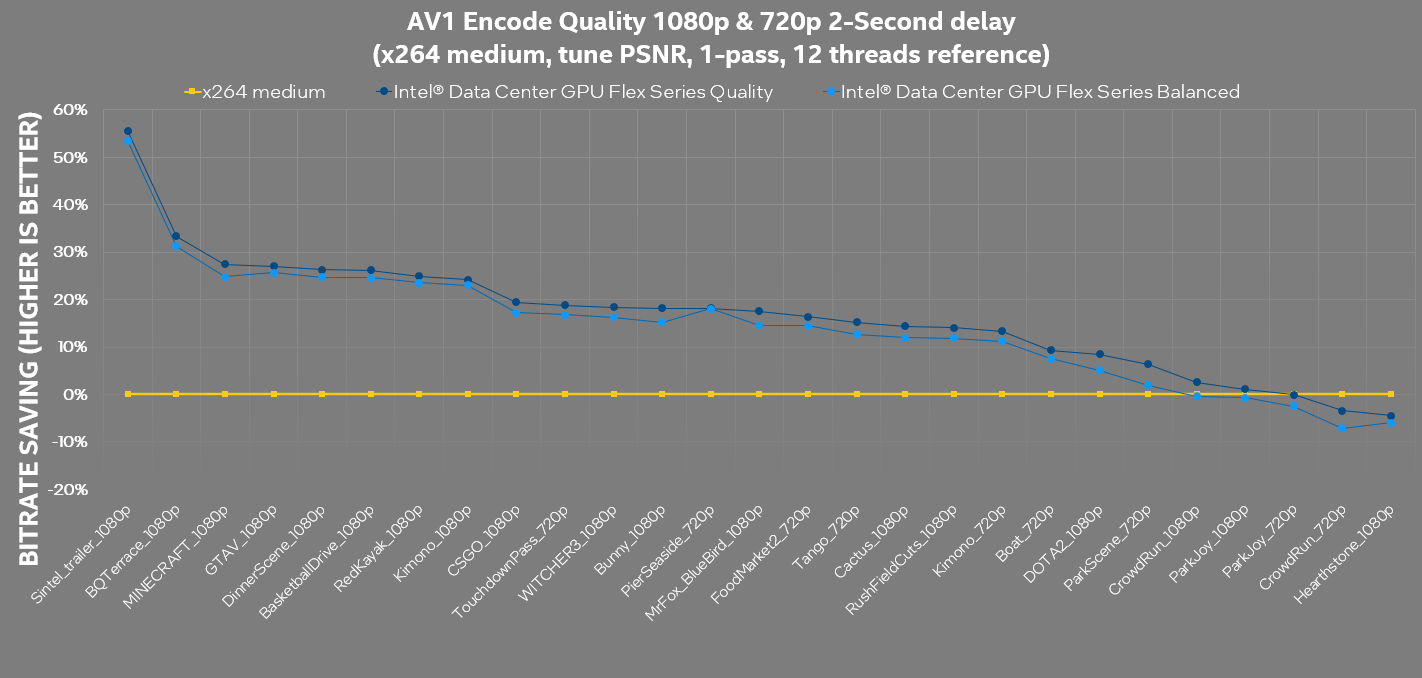 AV1 Encode Quality 1080p & 720p 2-Second delay
(x264 medium, tune PSNR, 1-pass, 12 threads reference)
x264 medium
Intel® Data Center GPU Flex Series Quality
Intel® Data Center GPU Flex Series Balanced
BITRATE SAVING (HIGHER IS BETTER)
60%
50%
40%
30%
20%
10%
0%
-10%
-20%
Sintel_trailer_1080p
BQTerrace_1080p
MINECRAFT_1080p
GTAV_1080p
DinnerScene_1080p
BasketballDrive_1080p
RedKayak_1080p
Kimono_1080p
CSGO_1080p
TouchdownPass_720p
WITCHER3_1080p
Bunny_1080p
PierSeaside_720p
MrFox_BlueBird_1080p
FoodMarket2_720p
Tango_720p
Cactus_1080p
RushFieldCuts_1080p
Kimono_720p
Boat_720p
DOTA2_1080p
ParkScene_720p
CrowdRun_1080p
ParkJoy_1080p
ParkJoy_720p
CrowdRun_720p
Hearthstone_1080p